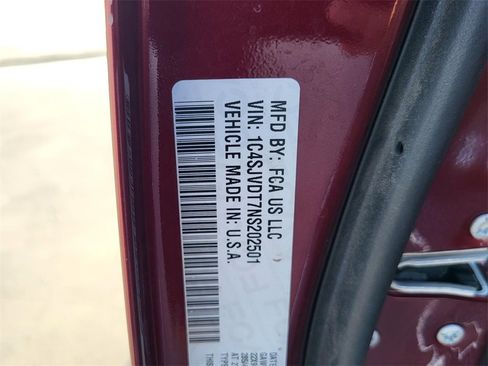 MFD BY: FCA US LLC
VIN: 1C4SJVDT7NS202501
VEHICLE MADE IN: U.S.A.